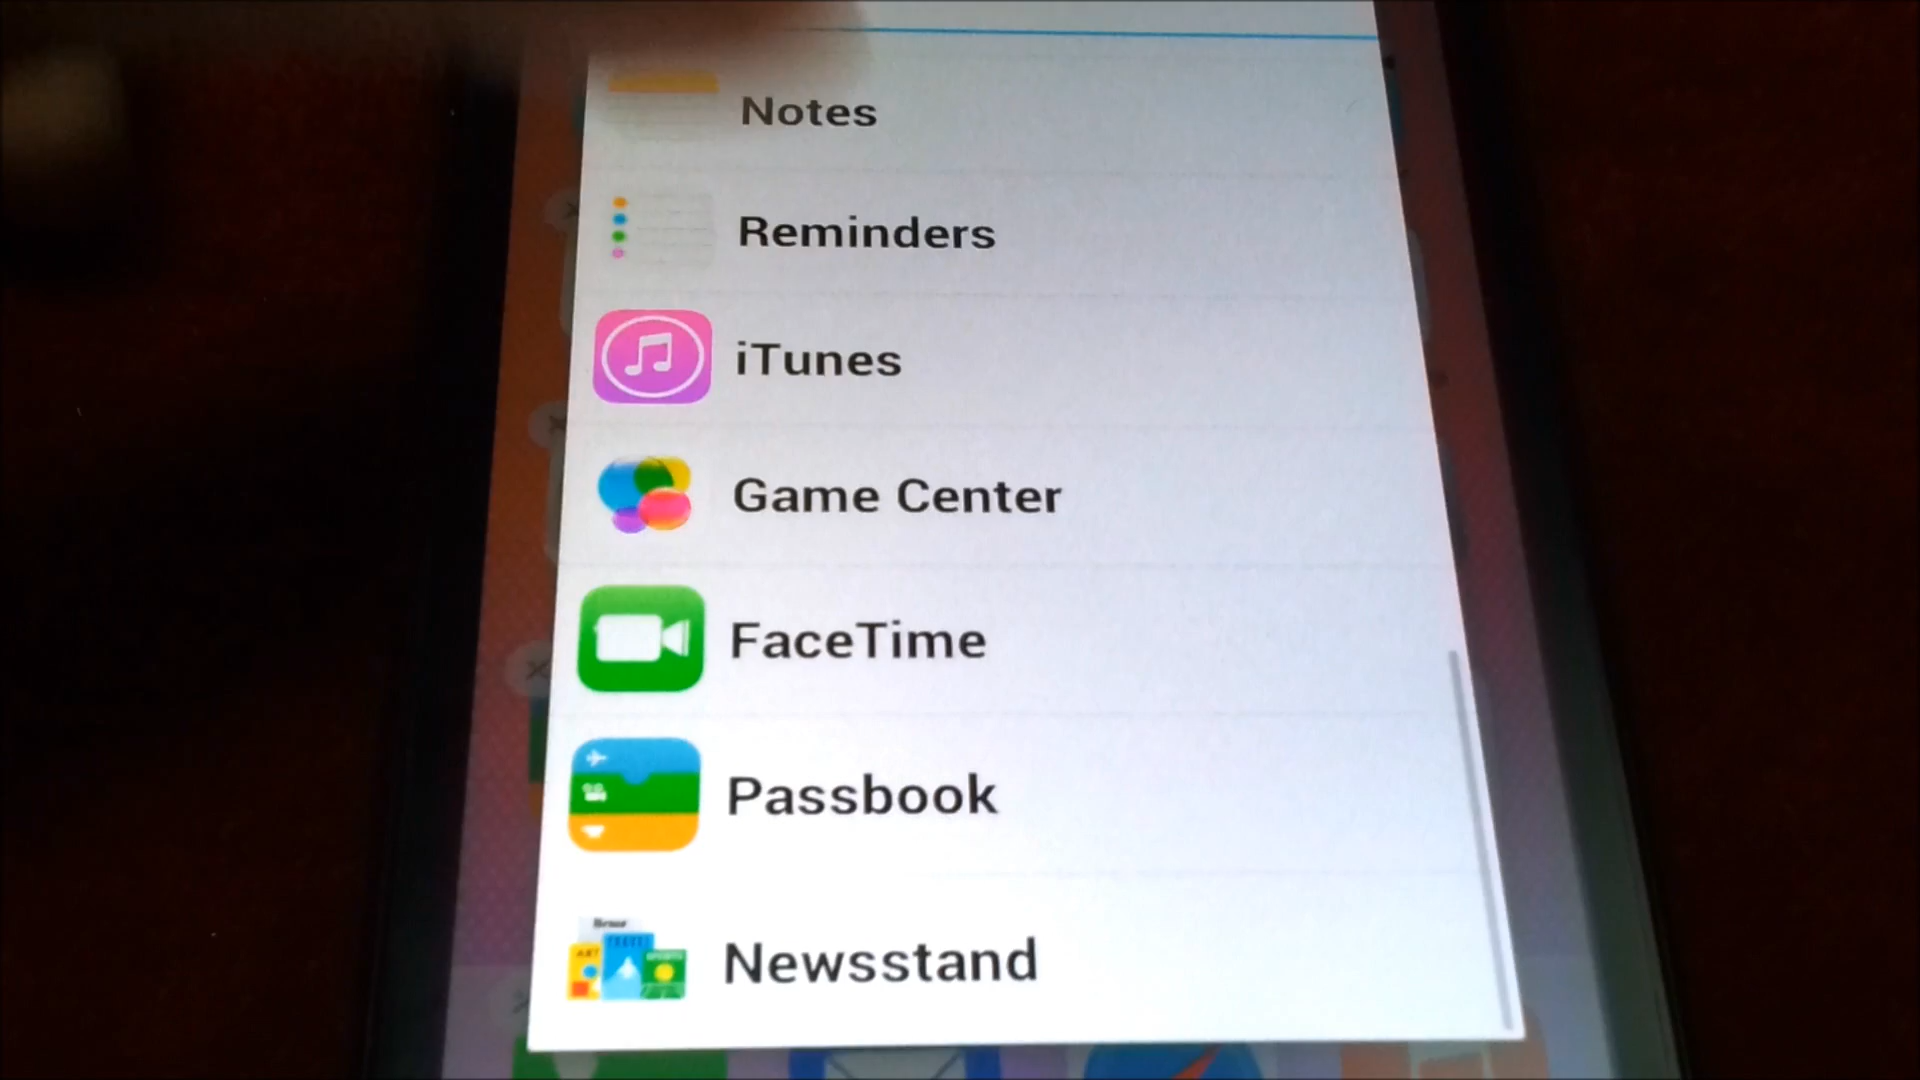 Notes
Reminders
iTunes
Game Center
FaceTime
Passbook
Newsstand